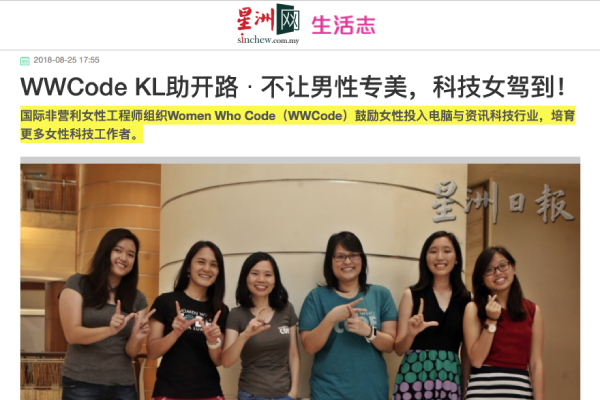 星洲网 生活志
sinchew.com.my
2018-08-25 17:55
WWCode KL助开路 · 不让男性专美，科技女驾到！
国际非营利女性工程师组织Women Who Code（WWCode）鼓励女性投入电脑与资讯科技行业，培育
更多女性科技工作者。
星洲日報